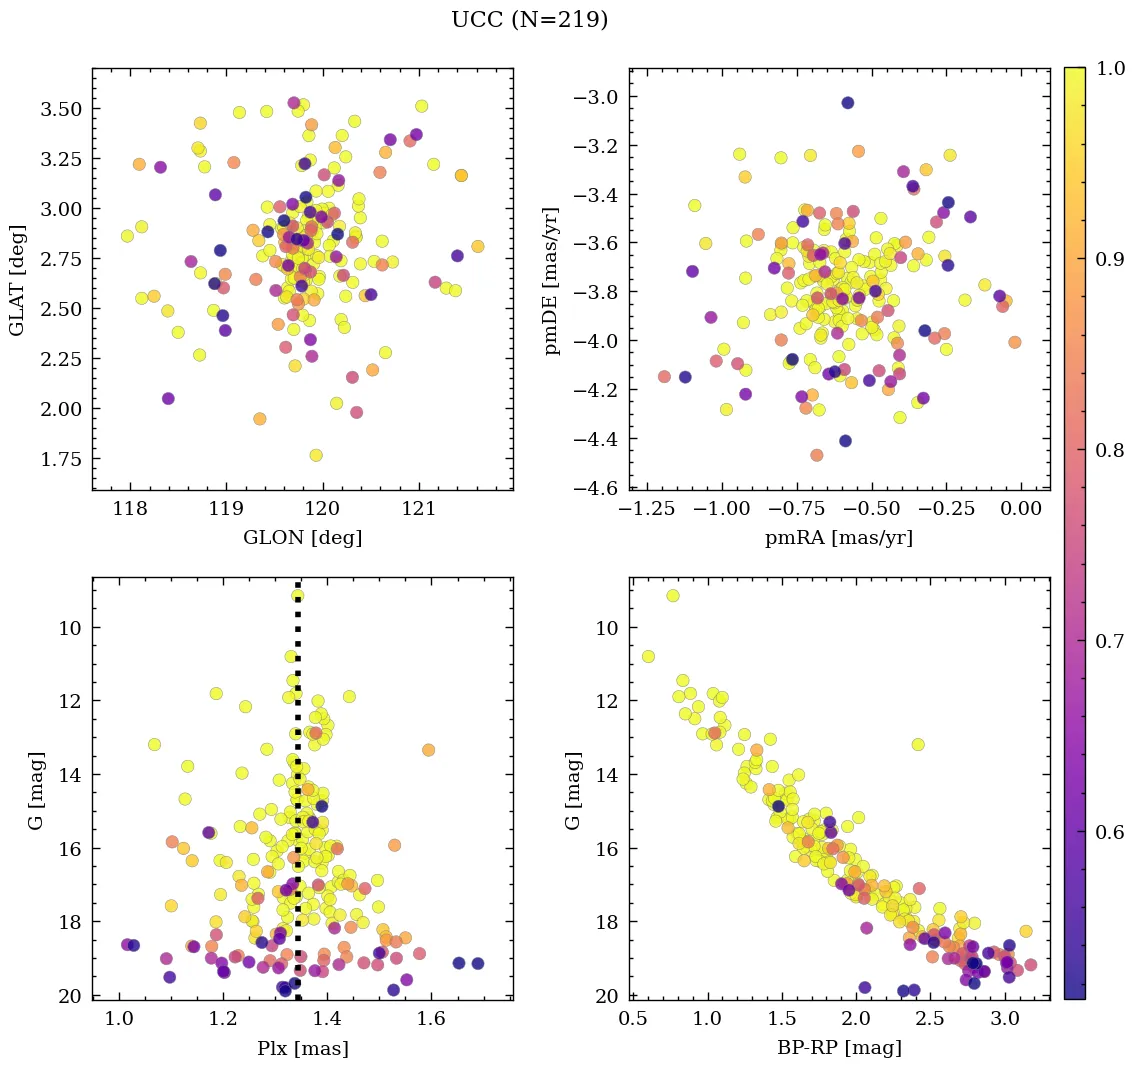 UCC (N=219)
3.50
3.25
3.00
2.75
2.50
2.25
2.00
1.75
GLAT [deg]
118 119 120 121
GLON [deg]
−3.0
−3.2
−3.4
−3.6
−3.8
−4.0
−4.2
−4.4
−4.6
pmDE [mas/yr]
−1.25 −1.00 −0.75 −0.50 −0.25 0.00
pmRA [mas/yr]
1.0
0.9
0.8
0.7
0.6
10
12
14
16
18
20
G [mag]
1.0 1.2 1.4 1.6
Plx [mas]
10
12
14
16
18
20
G [mag]
0.5 1.0 1.5 2.0 2.5 3.0
BP-RP [mag]